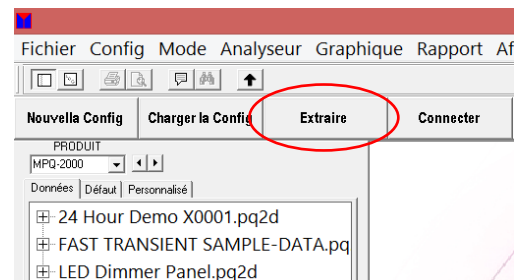 Fichier Config Mode Analyseur Graphique Rapport Af
Nouvella Config Charger la Config Extraire Connecter
PRODUIT
MPQ-2000
Données Défaut Personnalisé
24 Hour Demo X0001.pq2d
FAST TRANSIENT SAMPLE-DATA.pq
LED Dimmer Panel.pq2d